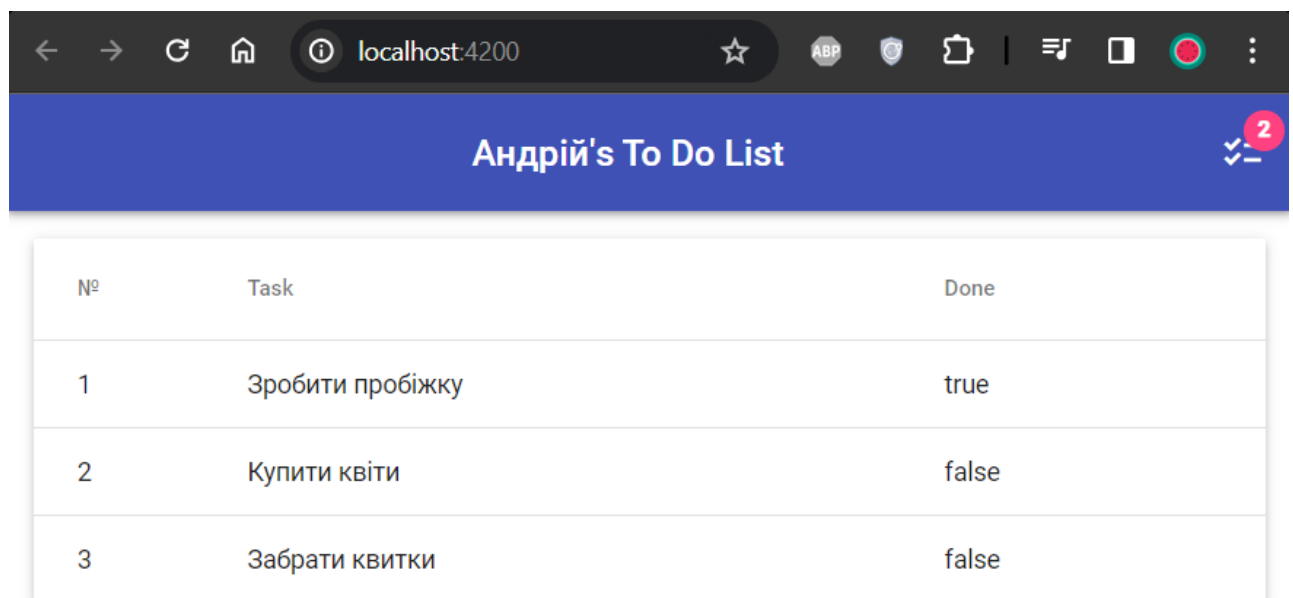 localhost:4200
ABP
Андрій's To Do List
2
№ Task Done
1 Зробити пробіжку true
2 Купити квіти false
3 Забрати квитки false